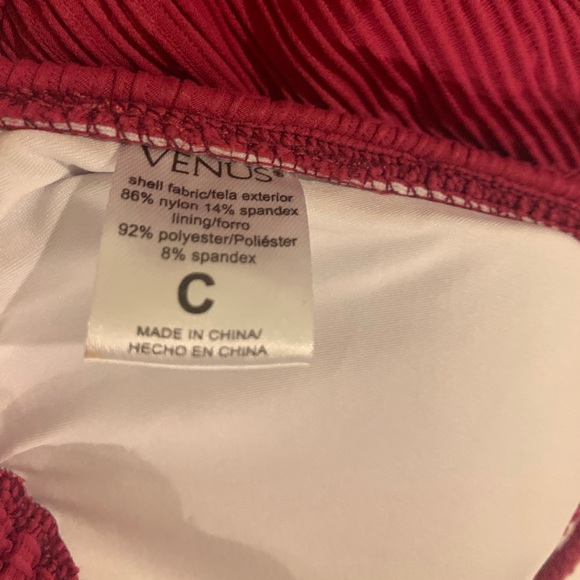 VENUS®
shell fabric/tela exterior
86% nylon 14% spandex
lining/forro
92% polyester/Poliéster
8% spandex
C
MADE IN CHINA/
HECHO EN CHINA